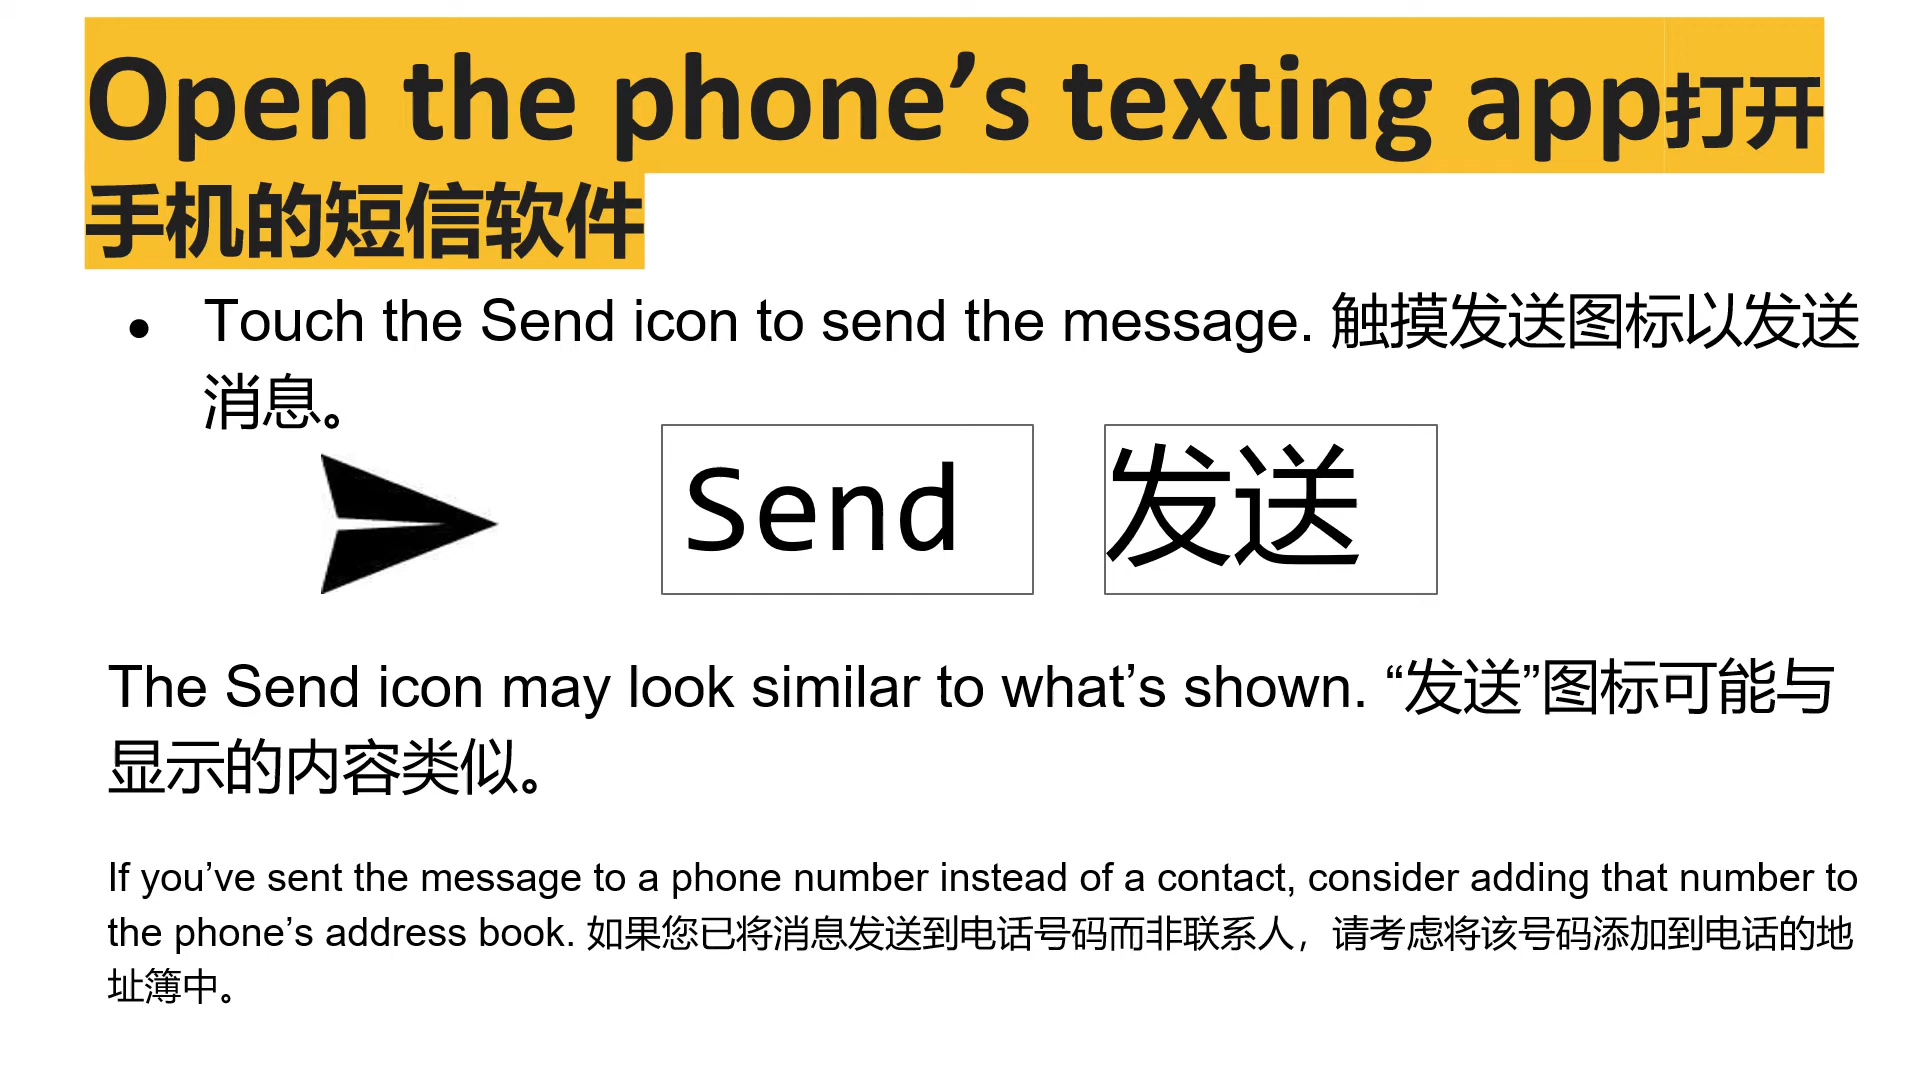 Open the phone’s texting app打开
手机的短信软件
● Touch the Send icon to send the message. 触摸发送图标以发送
消息。
Send
发送
The Send icon may look similar to what’s shown. “发送”图标可能与
显示的内容类似。
If you’ve sent the message to a phone number instead of a contact, consider adding that number to
the phone’s address book. 如果您已将消息发送到电话号码而非联系人，请考虑将该号码添加到电话的地
址簿中。